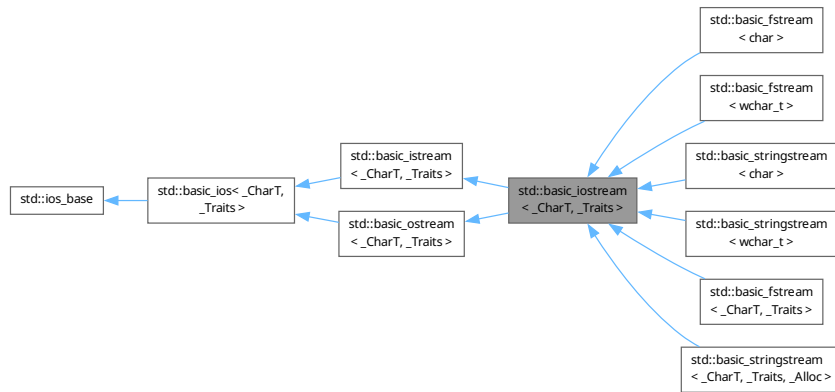 std::ios_base
std::basic_ios< _CharT,
_Traits >
std::basic_istream
< _CharT, _Traits >
std::basic_ostream
< _CharT, _Traits >
std::basic_iostream
< _CharT, _Traits >
std::basic_fstream
< char >
std::basic_fstream
< wchar_t >
std::basic_stringstream
< char >
std::basic_stringstream
< wchar_t >
std::basic_fstream
< _CharT, _Traits >
std::basic_stringstream
< _CharT, _Traits, _Alloc >